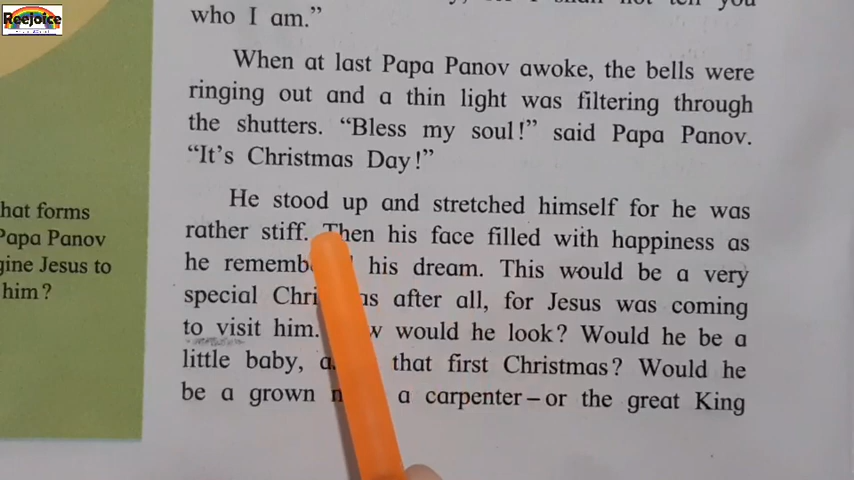 Reejoice
who I am.”
When at last Papa Panov awoke, the bells were
ringing out and a thin light was filtering through
the shutters. “Bless my soul!” said Papa Panov.
“It’s Christmas Day!”
He stood up and stretched himself for he was
rather stiff. Then his face filled with happiness as
he his dream. This would be a very
special after all, for Jesus was coming
to visit him. would he look? Would he be a
little baby, that first Christmas? Would he
be a grown a carpenter – or the great King
hat forms
Papa Panov
gine Jesus to
him?